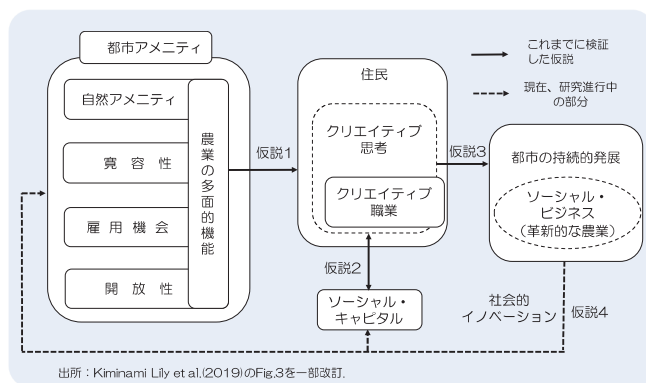 都市アメニティ
自然アメニティ
寛容性
雇用機会
開放性
農業の多面的機能
仮説1
住民
クリエイティブ
思考
クリエイティブ
職業
仮説2
ソーシャル・
キャピタル
仮説3
これまでに検証
した仮説
現在、研究進行中
の部分
都市の持続的発展
ソーシャル・
ビジネス
(革新的な農業)
社会的
イノベーション
仮説4
出所：Kiminami Lily et al.(2019)のFig.3を一部改訂.